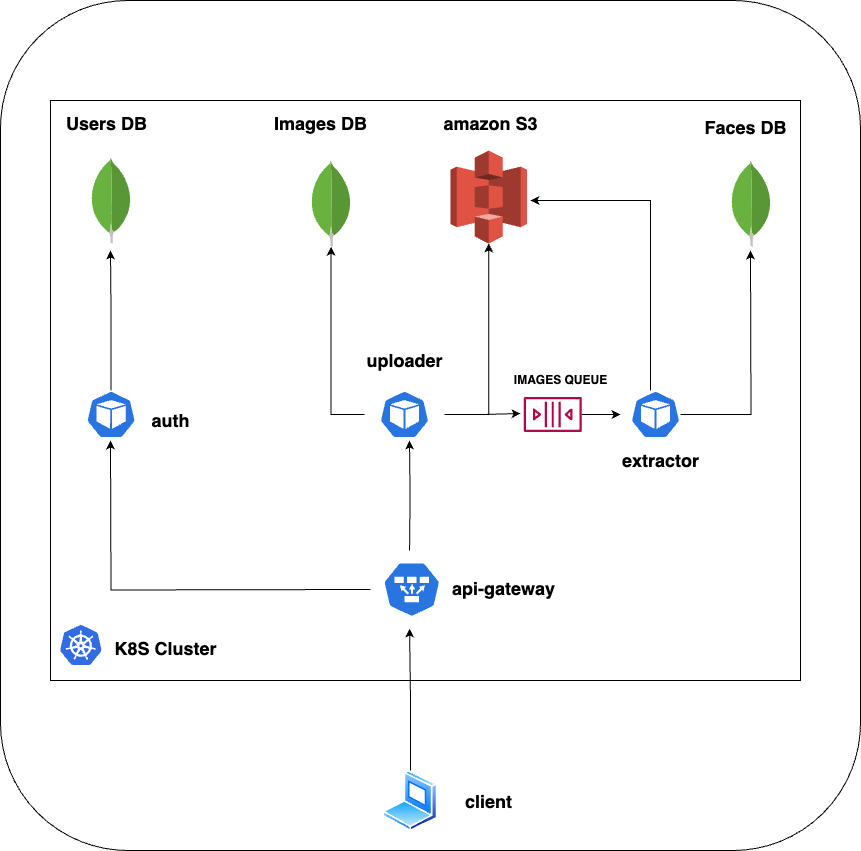 Users DB
Images DB
amazon S3
Faces DB
uploader
IMAGES QUEUE
auth
extractor
api-gateway
K8S Cluster
client